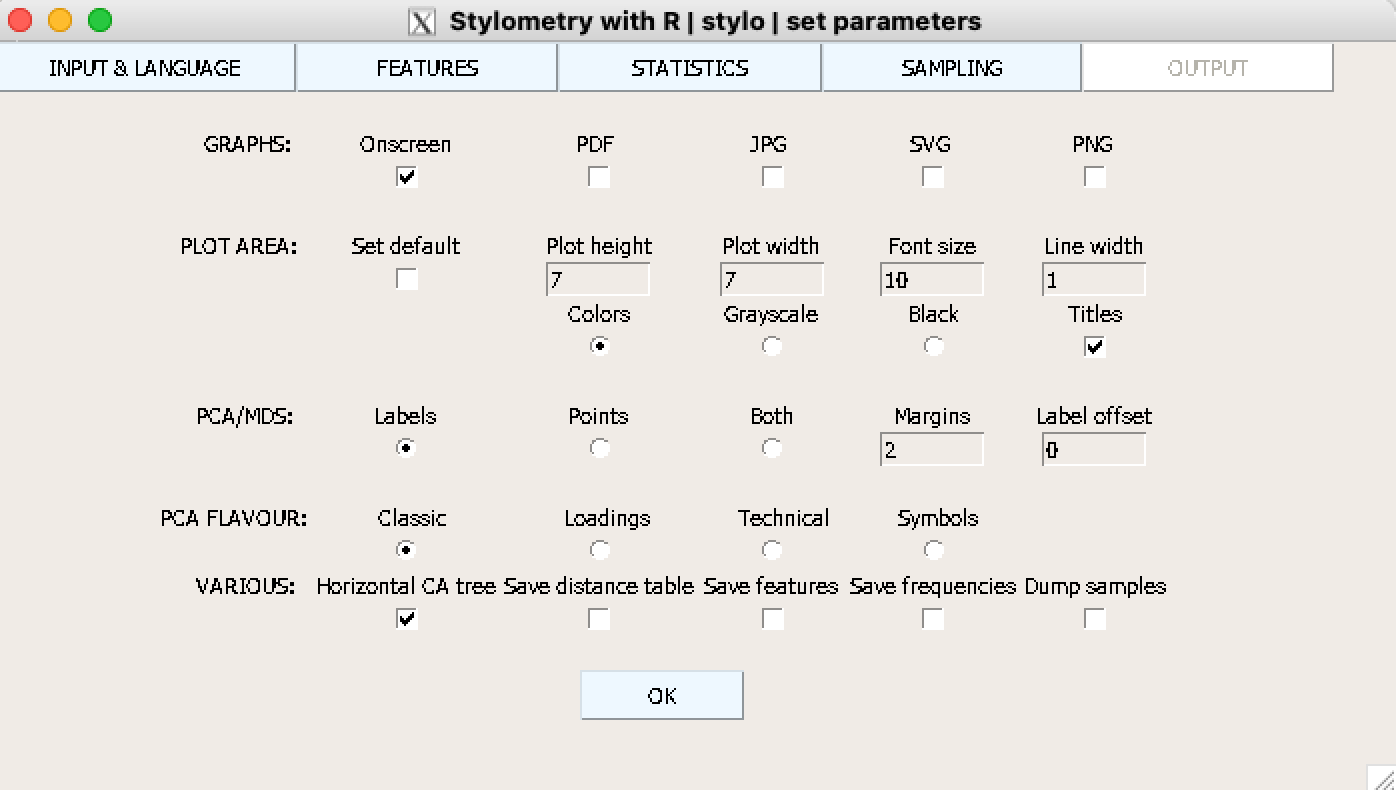 Stylometry with R | stylo | set parameters
INPUT & LANGUAGE FEATURES STATISTICS SAMPLING OUTPUT
GRAPHS: Onscreen PDF JPG SVG PNG
PLOT AREA: Set default Plot height Plot width Font size Line width
7 7 10 1
Colors Grayscale Black Titles
PCA/MDS: Labels Points Both Margins Label offset
2 0
PCA FLAVOUR: Classic Loadings Technical Symbols
VARIOUS: Horizontal CA tree Save distance table Save features Save frequencies Dump samples
OK